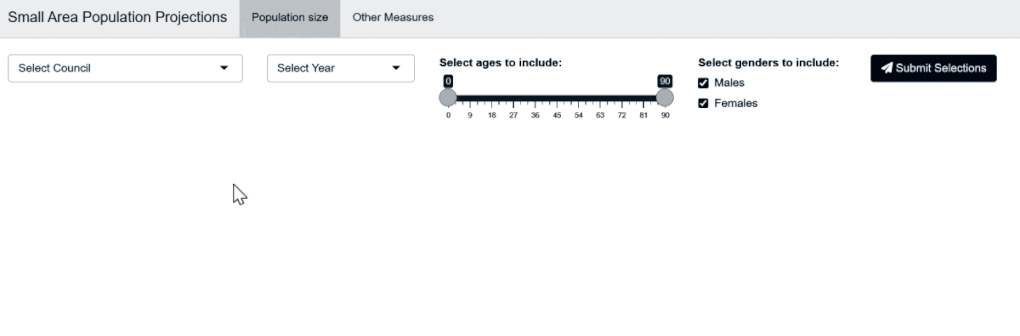 Small Area Population Projections
Population size
Other Measures
Select Council
Select Year
Select ages to include:
0
90
0 9 18 27 36 45 54 63 72 81 90
Select genders to include:
Males
Females
Submit Selections